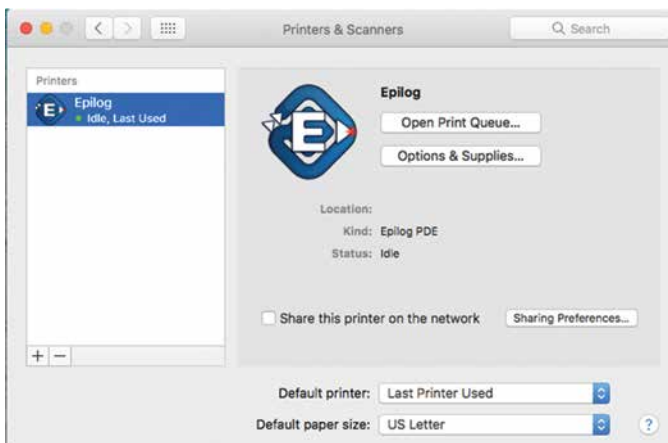 Printers & Scanners
Search
Printers
Epilog
Idle, Last Used
E
E
Epilog
Open Print Queue...
Options & Supplies...
Location:
Kind: Epilog PDE
Status: Idle
Share this printer on the network
Sharing Preferences...
+ −
Default printer: Last Printer Used
Default paper size: US Letter
?